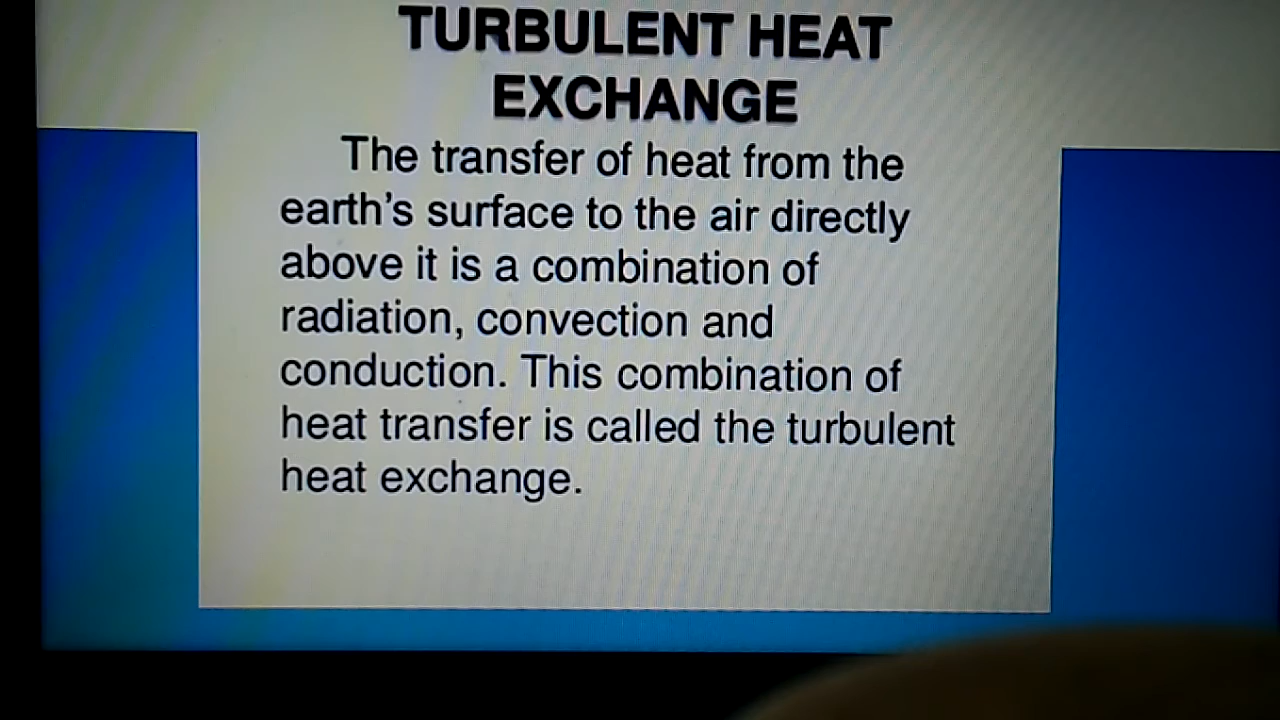 TURBULENT HEAT
EXCHANGE
The transfer of heat from the
earth's surface to the air directly
above it is a combination of
radiation, convection and
conduction. This combination of
heat transfer is called the turbulent
heat exchange.